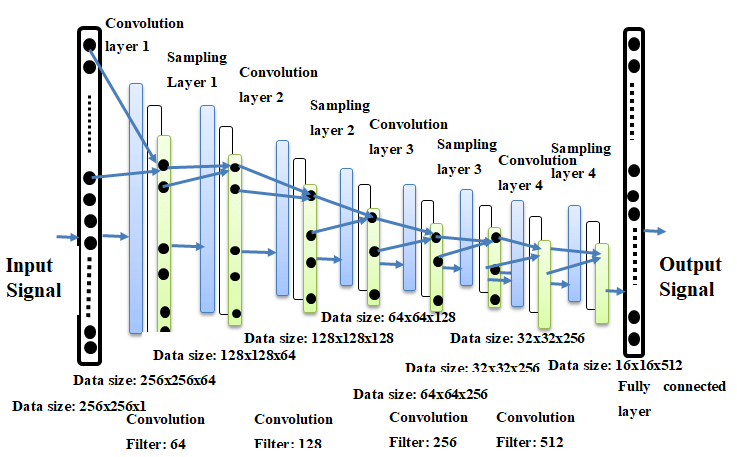 Convolution
layer 1
Sampling
Layer 1
Convolution
layer 2
Sampling
layer 2
Convolution
layer 3
Sampling
layer 3
Convolution
layer 4
Sampling
layer 4
Input
Signal
Output
Signal
Data size: 64x64x128
Data size: 128x128x128
Data size: 32x32x256
Data size: 128x128x64
Data size: 32x32x256
Data size: 16x16x512
Data size: 256x256x64
Data size: 64x64x256
Data size: 256x256x1
Fully connected
layer
Convolution
Filter: 64
Convolution
Filter: 128
Convolution
Filter: 256
Convolution
Filter: 512